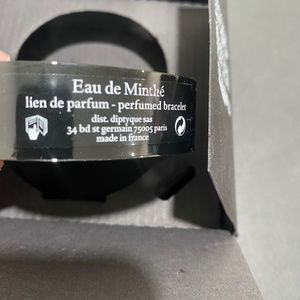 Eau de Minthé
lien de parfum - perfumed bracelet
dist. diptyque sas
34 bd st germain 75005 paris
made in france